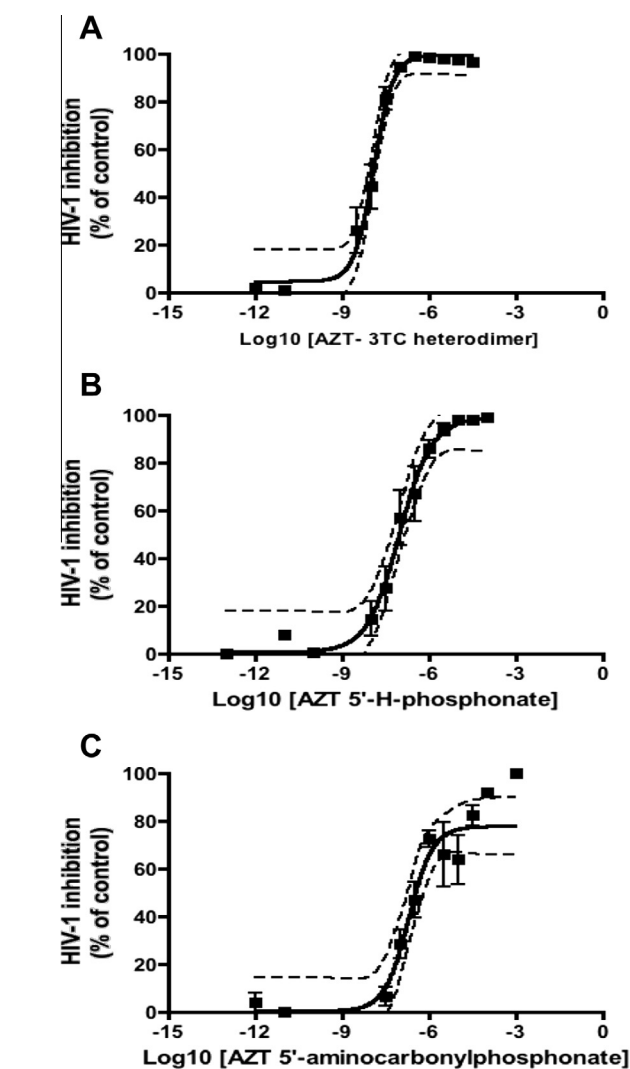 A
HIV-1 inhibition
(% of control)
100
80
60
40
20
0
-15 -12 -9 -6 -3 0
Log10 [AZT- 3TC heterodimer]
B
HIV-1 inhibition
(% of control)
100
80
60
40
20
0
-15 -12 -9 -6 -3 0
Log10 [AZT 5'-H-phosphonate]
C
HIV-1 inhibition
(% of control)
100
80
60
40
20
0
-15 -12 -9 -6 -3 0
Log10 [AZT 5'-aminocarbonylphosphonate]